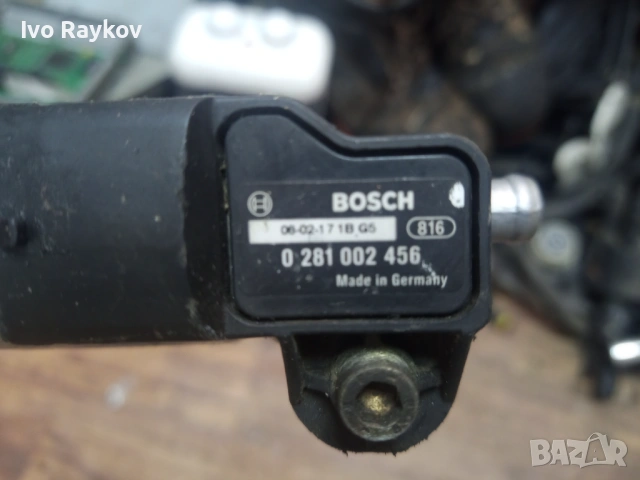 Ivo Raykov
BOSCH
06-02-17 1B G5
816
0 281 002 456
Made in Germany
BAZAR